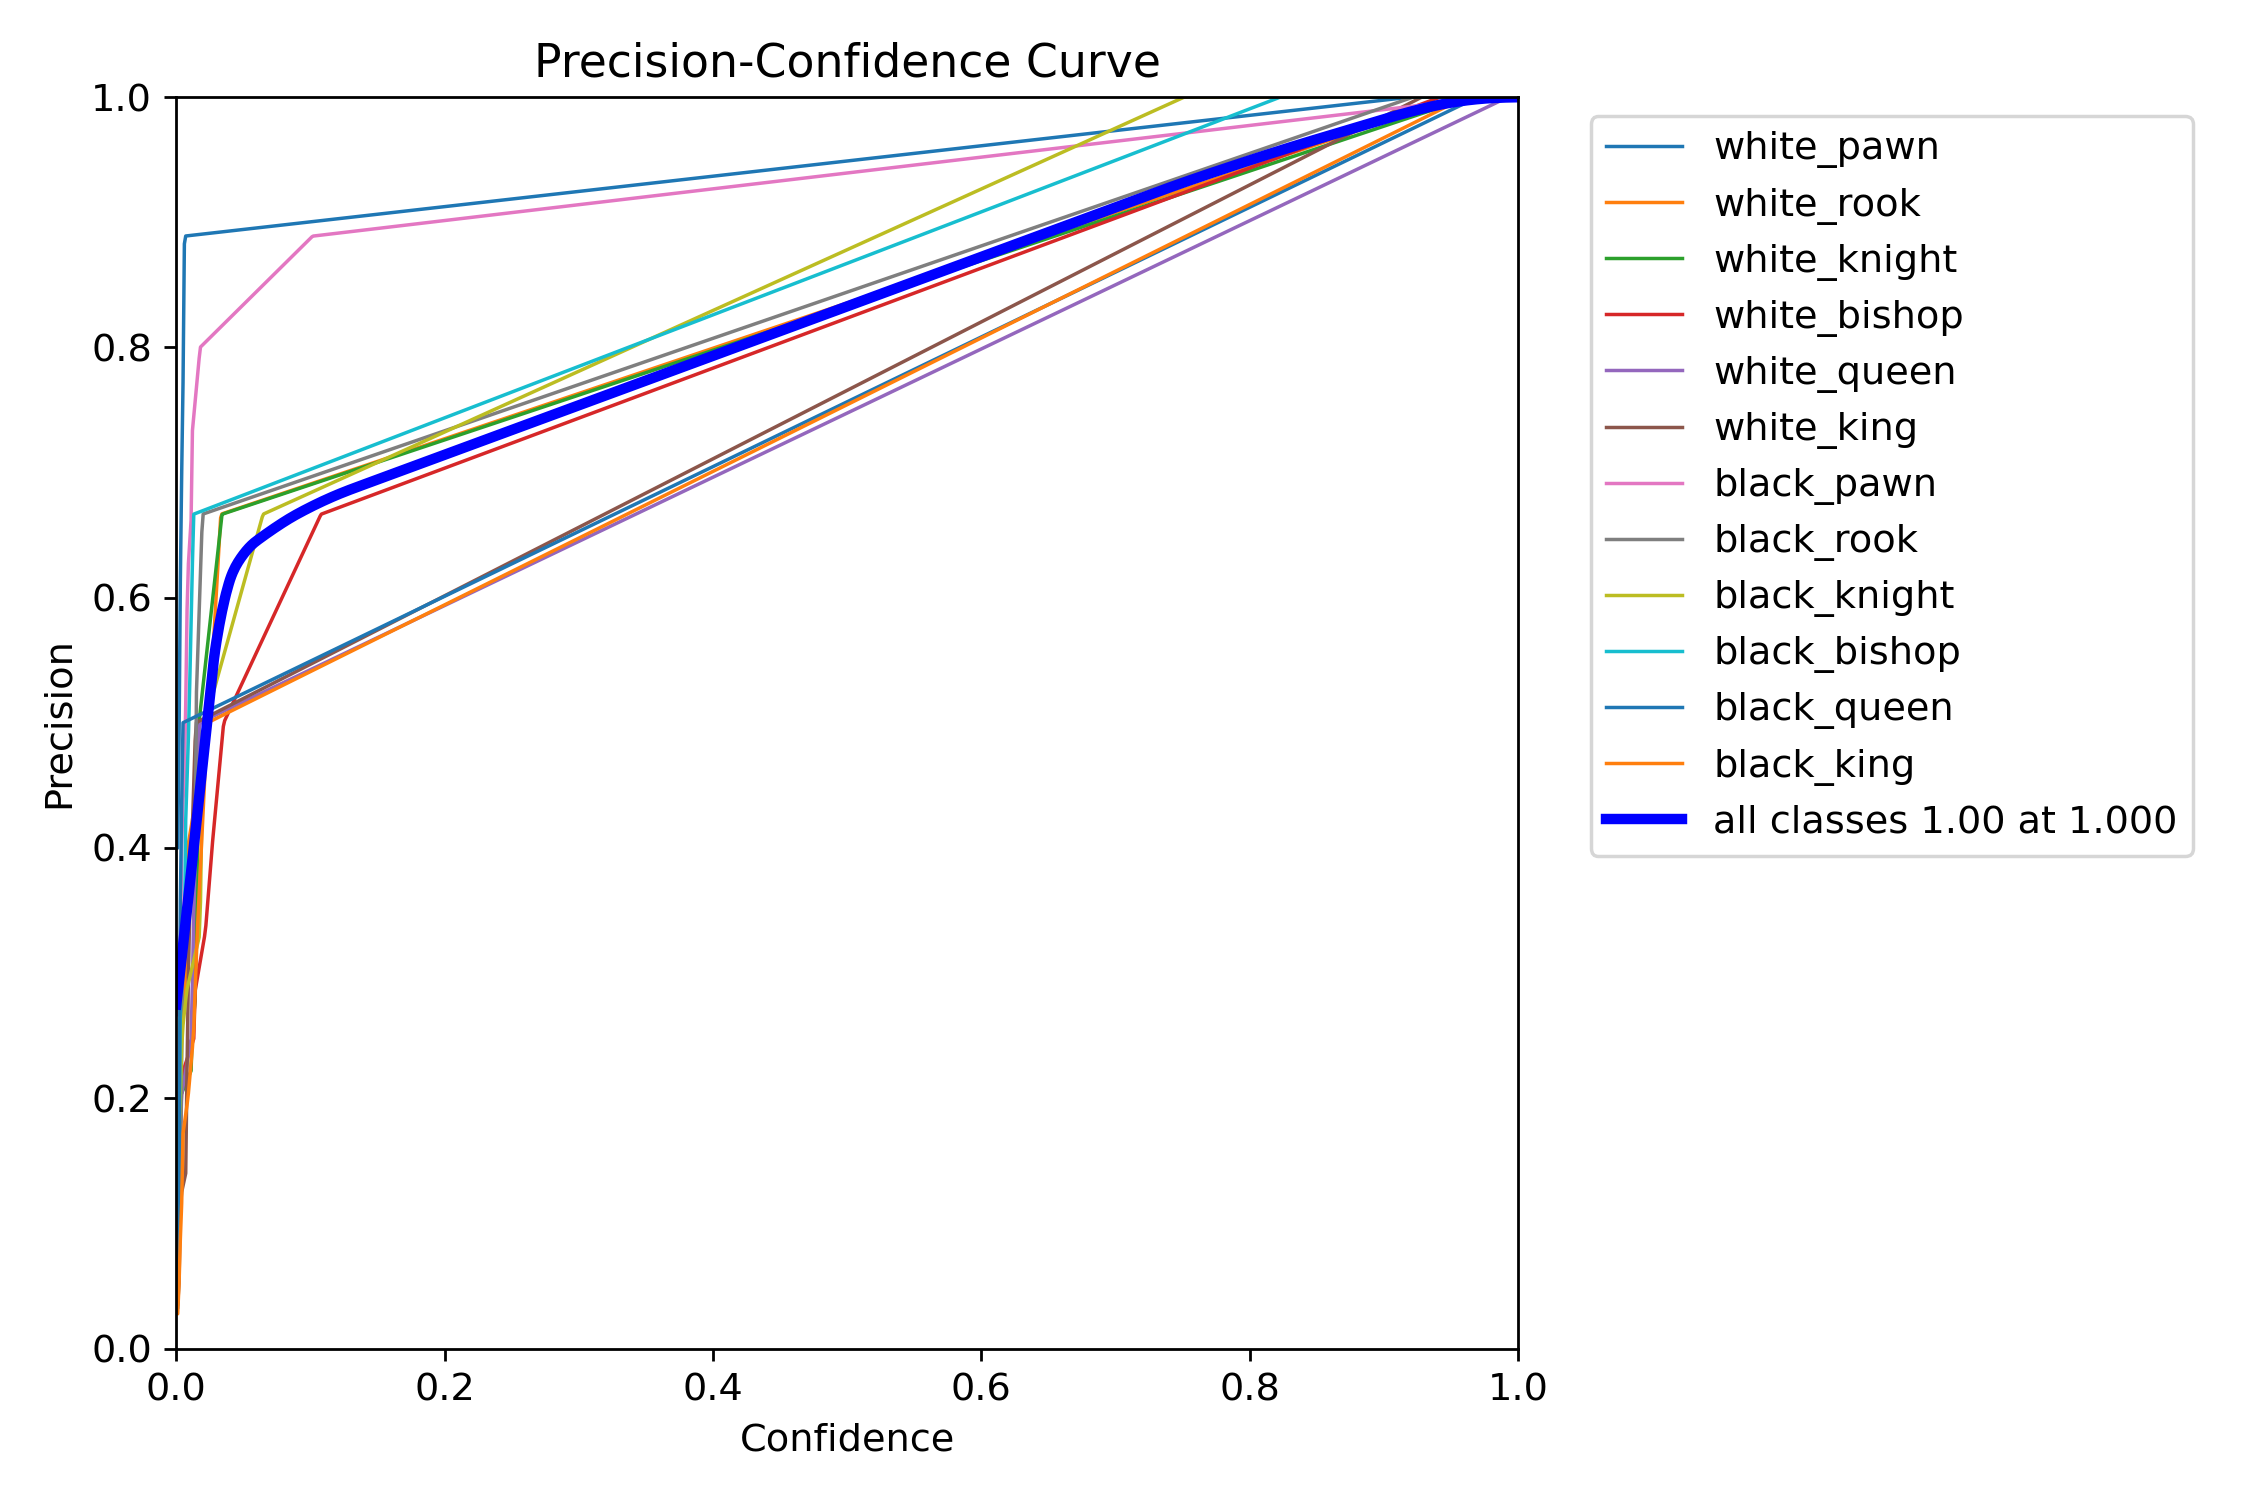 Precision-Confidence Curve
1.0
0.8
0.6
0.4
0.2
0.0
Precision
0.0 0.2 0.4 0.6 0.8 1.0
Confidence
white_pawn
white_rook
white_knight
white_bishop
white_queen
white_king
black_pawn
black_rook
black_knight
black_bishop
black_queen
black_king
all classes 1.00 at 1.000